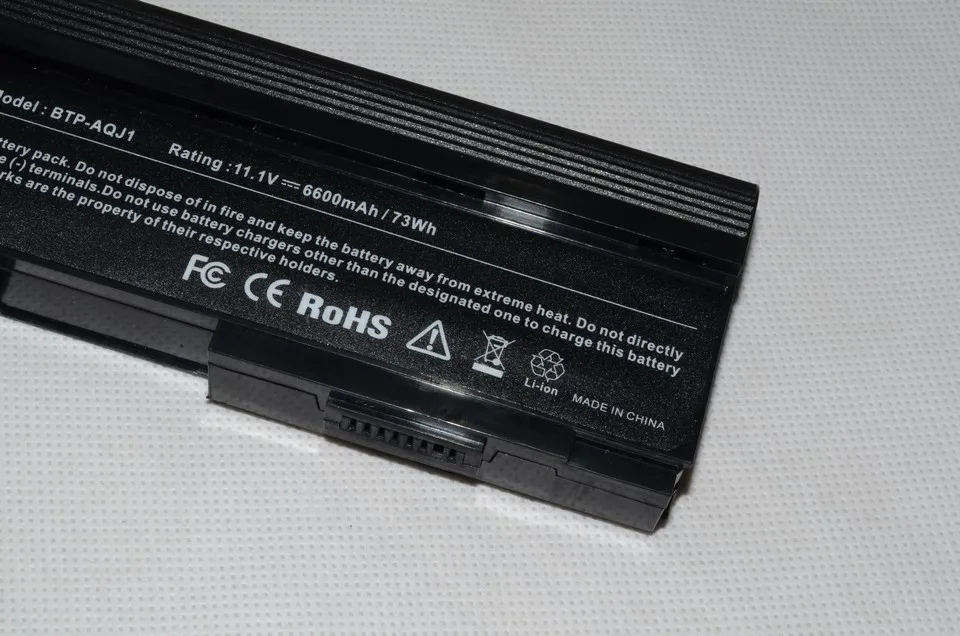 Model : BTP-AQJ1
Rating : 11.1V 6600mAh / 73Wh
battery pack. Do not dispose of in fire and keep the battery away from extreme heat. Do not directly
(-) terminals.Do not use battery chargers other than the designated one to charge this battery
are the property of their respective holders.
FC CE RoHS
Li-ion
MADE IN CHINA